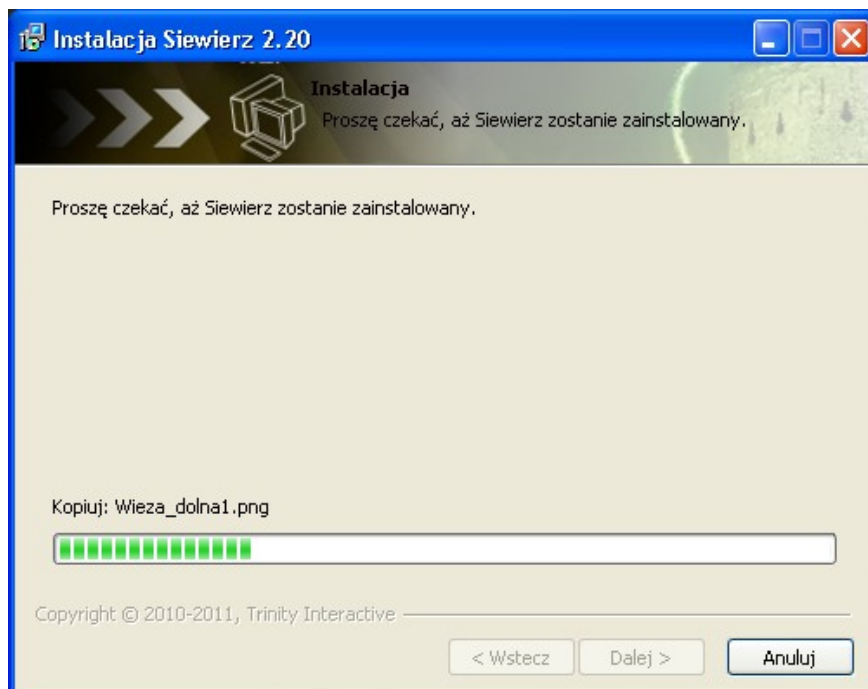 Instalacja Siewierz 2.20
Instalacja
Proszę czekać, aż Siewierz zostanie zainstalowany.
Proszę czekać, aż Siewierz zostanie zainstalowany.
Kopiuj: Wieza_dolna1.png
Copyright © 2010-2011, Trinity Interactive
< Wstecz Dalej > Anuluj